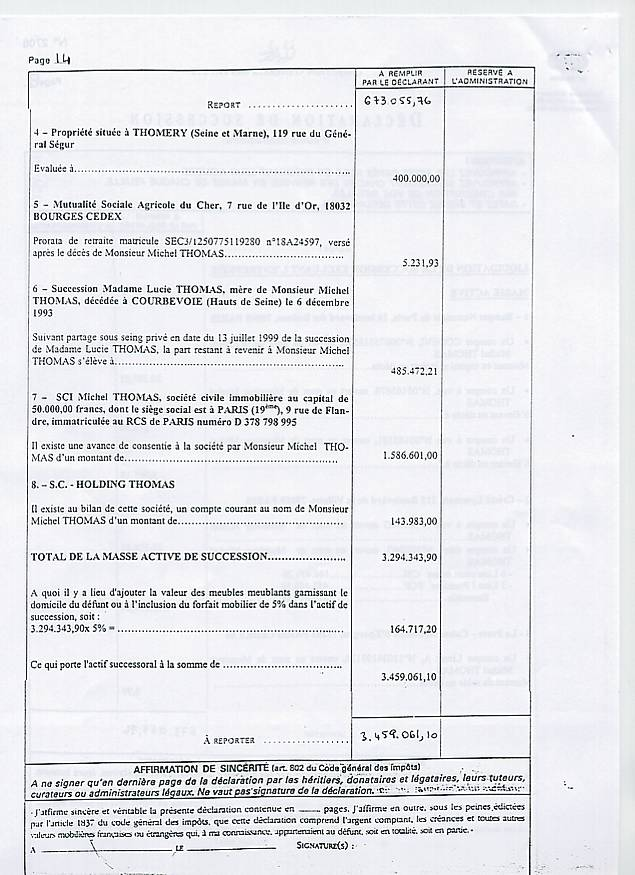 Page 14
A REMPLIR
PAR LE DÉCLARANT
RÉSERVÉ A
L'ADMINISTRATION
REPORT ..................... 673.055,76
4 – Propriété située à THOMERY (Seine et Marne), 119 rue du Géné-
ral Ségur
Evaluée à...................................................................... 400.000,00
5 – Mutualité Sociale Agricole du Cher, 7 rue de l'Ile d'Or, 18032
BOURGES CEDEX
Prorata de retraite matricule SEC3/1250775119280 n°18A24597, versé
après le décès de Monsieur Michel THOMAS............................... 5.231,93
6 – Succession Madame Lucie THOMAS, mère de Monsieur Michel
THOMAS, décédée à COURBEVOIE (Hauts de Seine) le 6 décembre
1993
Suivant partage sous seing privé en date du 13 juillet 1999 de la succession
de Madame Lucie THOMAS, la part restant à revenir à Monsieur Michel
THOMAS s'élève à............................................................ 485.472,21
7 – SCI Michel THOMAS, société civile immobilière au capital de
50.000,00 francs, dont le siège social est à PARIS (19ème), 9 rue de Flan-
dre, immatriculée au RCS de PARIS numéro D 378 798 995
Il existe une avance de consentie à la société par Monsieur Michel THO-
MAS d'un montant de........................................................ 1.586.601,00
8. – S.C. - HOLDING THOMAS
Il existe au bilan de cette société, un compte courant au nom de Monsieur
Michel THOMAS d'un montant de........................................... 143.983,00
TOTAL DE LA MASSE ACTIVE DE SUCCESSION..................... 3.294.343,90
A quoi il y a lieu d'ajouter la valeur des meubles meublants garnissant le
domicile du défunt ou à l'inclusion du forfait mobilier de 5% dans l'actif de
succession, soit :
3.294.343,90x 5% = ........................................................... 164.717,20
Ce qui porte l'actif successoral à la somme de ............................... 3.459.061,10
À REPORTER ..................... 3.459.061,10
AFFIRMATION DE SINCÉRITÉ (art. 802 du Code général des impôts)
A ne signer qu'en dernière page de la déclaration par les héritiers, donataires et légataires, leurs tuteurs,
curateurs ou administrateurs légaux. Ne vaut pas signature de la déclaration.
- J'affirme sincère et véritable la présente déclaration contenue en ____ pages. J'affirme en outre, sous les peines édictées
par l'article 1837 du code général des impôts, que cette déclaration comprend l'argent comptant, les créances et toutes autres
valeurs mobilières françaises ou étrangères qui, à ma connaissance, appartenaient au défunt, soit en totalité, soit en partie. -
A ____ LE ____ SIGNATURE(S) :